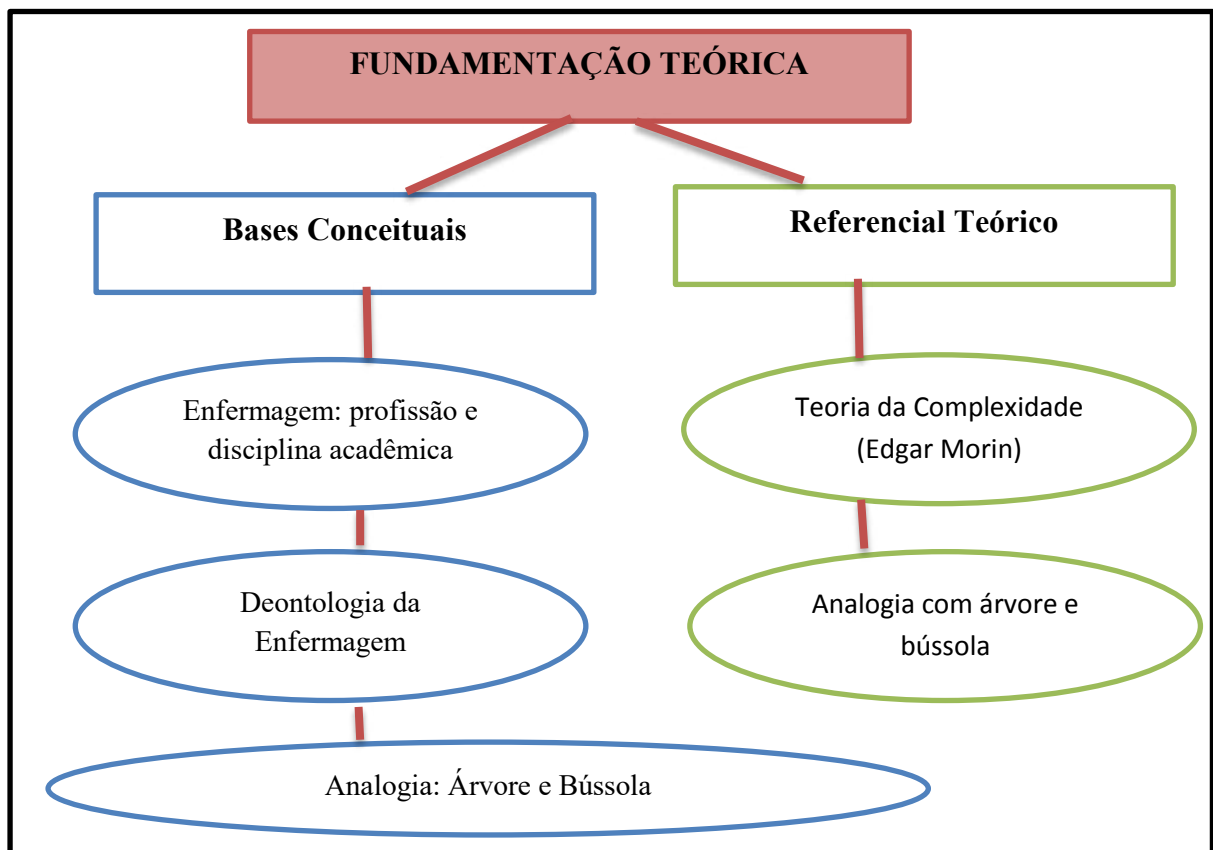 FUNDAMENTAÇÃO TEÓRICA
Bases Conceituais
Enfermagem: profissão e
disciplina acadêmica
Deontologia da
Enfermagem
Analogia: Árvore e Bússola
Referencial Teórico
Teoria da Complexidade
(Edgar Morin)
Analogia com árvore e
bússola